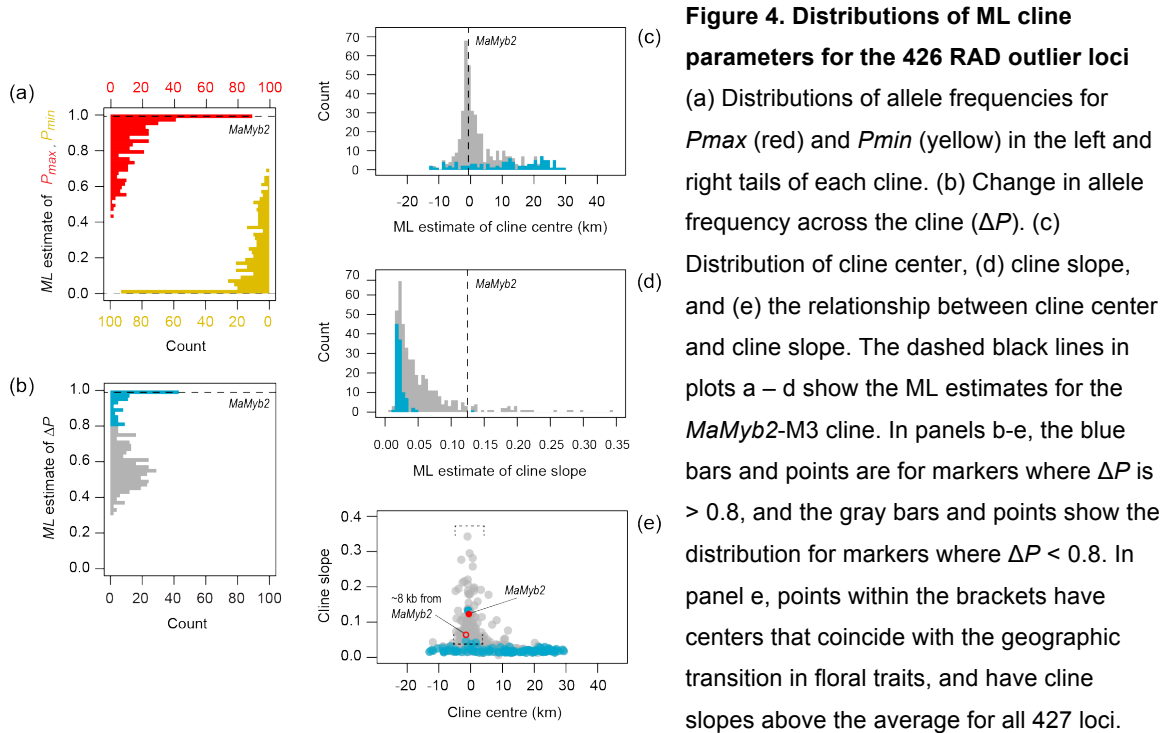 (a)
0 20 40 60 80 100
1.0
0.8
0.6
0.4
0.2
0.0
ML estimate of Pmax , Pmin
MaMyb2
100 80 60 40 20 0
Count
(b)
1.0
0.8
0.6
0.4
0.2
0.0
ML estimate of ΔP
MaMyb2
0 20 40 60 80 100
Count
(c)
70
60
50
40
30
20
10
0
Count
MaMyb2
-20 -10 0 10 20 30 40
ML estimate of cline centre (km)
(d)
70
60
50
40
30
20
10
0
Count
MaMyb2
0.00 0.05 0.10 0.15 0.20 0.25 0.30 0.35
ML estimate of cline slope
(e)
0.4
0.3
0.2
0.1
0.0
Cline slope
~8 kb from
MaMyb2
MaMyb2
-20 -10 0 10 20 30 40
Cline centre (km)
Figure 4. Distributions of ML cline
parameters for the 426 RAD outlier loci
(a) Distributions of allele frequencies for
Pmax (red) and Pmin (yellow) in the left and
right tails of each cline. (b) Change in allele
frequency across the cline (ΔP). (c)
Distribution of cline center, (d) cline slope,
and (e) the relationship between cline center
and cline slope. The dashed black lines in
plots a – d show the ML estimates for the
MaMyb2-M3 cline. In panels b-e, the blue
bars and points are for markers where ΔP is
> 0.8, and the gray bars and points show the
distribution for markers where ΔP < 0.8. In
panel e, points within the brackets have
centers that coincide with the geographic
transition in floral traits, and have cline
slopes above the average for all 427 loci.